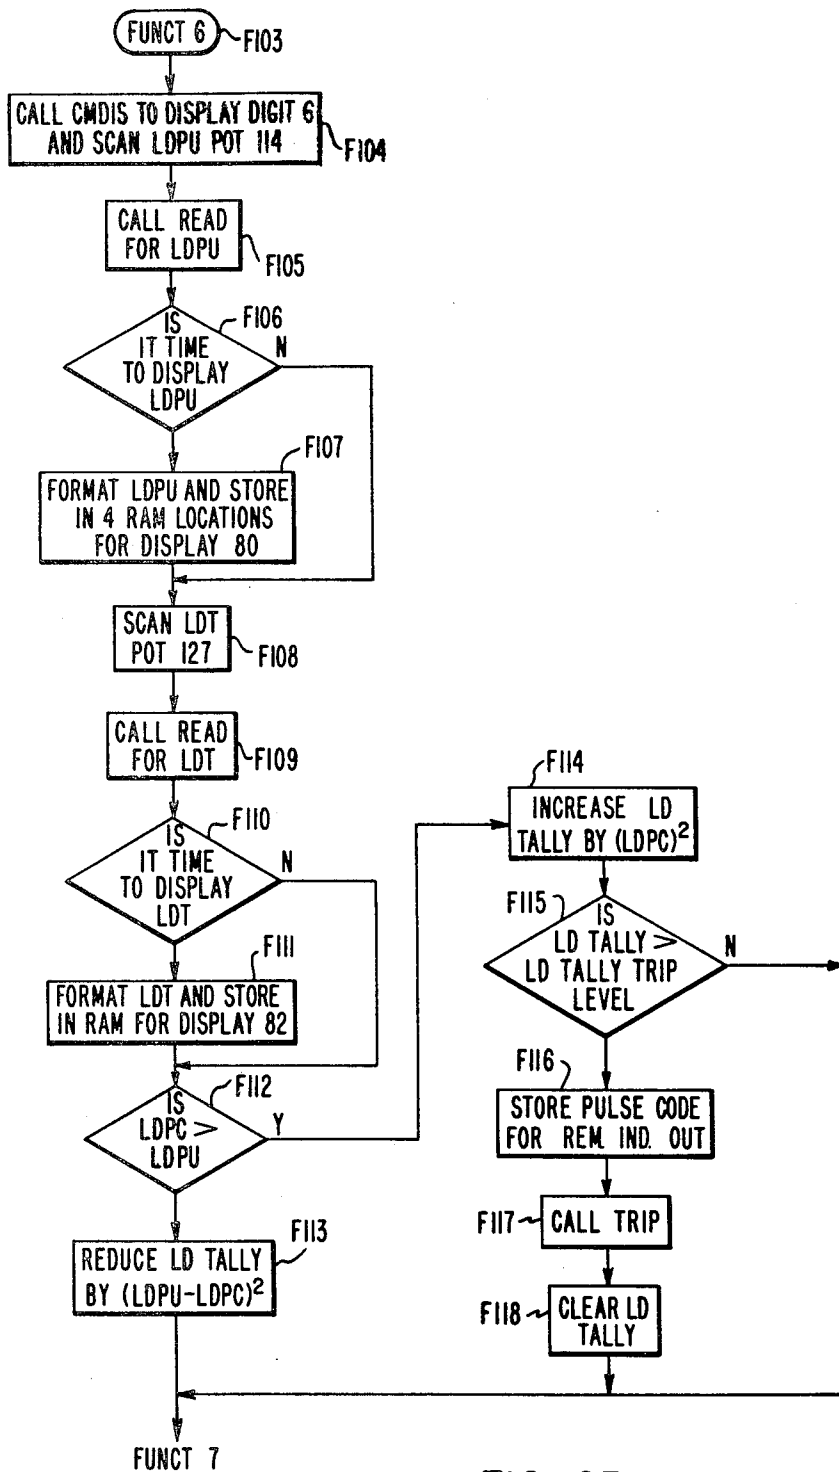 FUNCT 6
F103
CALL CMDIS TO DISPLAY DIGIT 6
AND SCAN LDPU POT 114
F104
CALL READ
FOR LDPU
F105
IS
IT TIME
TO DISPLAY
LDPU
F106
N
FORMAT LDPU AND STORE
IN 4 RAM LOCATIONS
FOR DISPLAY 80
F107
SCAN LDT
POT 127
F108
CALL READ
FOR LDT
F109
IS
IT TIME
TO DISPLAY
LDT
F110
N
FORMAT LDT AND STORE
IN RAM FOR DISPLAY 82
F111
IS
LDPC >
LDPU
F112
Y
REDUCE LD TALLY
BY (LDPU-LDPC)²
F113
FUNCT 7
F114
INCREASE LD
TALLY BY (LDPC)²
F115
IS
LD TALLY >
LD TALLY TRIP
LEVEL
N
F116
STORE PULSE CODE
FOR REM. IND. OUT
F117
CALL TRIP
F118
CLEAR LD
TALLY